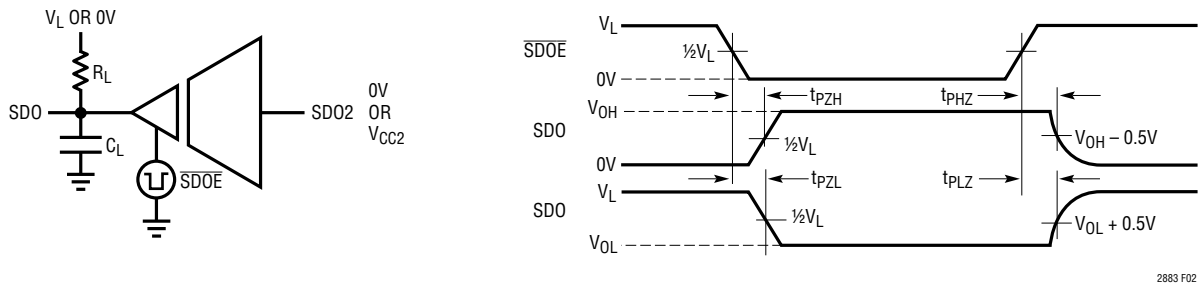 V_L OR 0V
R_L
SDO
C_L
SDOE
SDO2
0V
OR
V_CC2
SDOE
V_L
½V_L
0V
t_PZH
t_PHZ
SDO
V_OH
½V_L
V_OH – 0.5V
0V
t_PZL
t_PLZ
SDO
V_L
½V_L
V_OL + 0.5V
V_OL
2883 F02